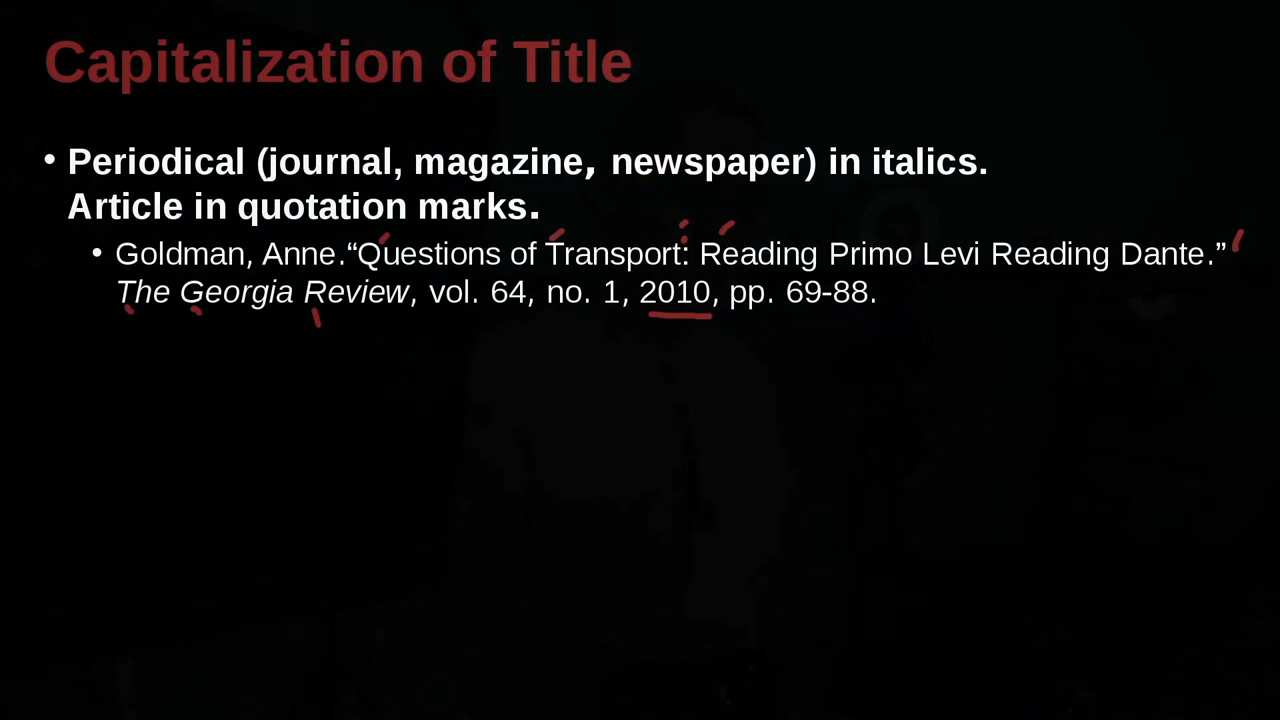 Capitalization of Title
• Periodical (journal, magazine, newspaper) in italics.
Article in quotation marks.
• Goldman, Anne.“Questions of Transport: Reading Primo Levi Reading Dante.”
The Georgia Review, vol. 64, no. 1, 2010, pp. 69-88.